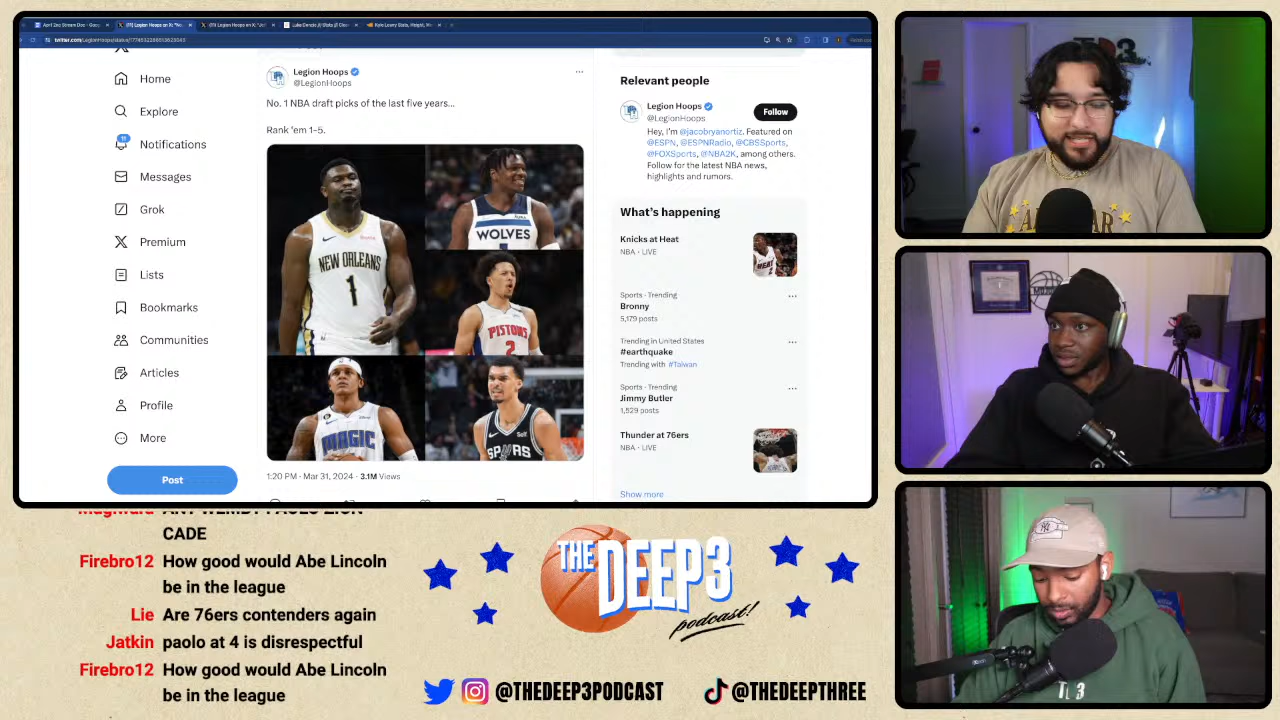 twitter.com/LegionHoops/status/
Home
Explore
11
Notifications
Messages
Grok
Premium
Lists
Bookmarks
Communities
Articles
Profile
More
Post
Legion Hoops
@LegionHoops
No. 1 NBA draft picks of the last five years...
Rank 'em 1-5.
NEW ORLEANS
1
WOLVES
PISTONS
2
MAGIC
SPURS
1:20 PM · Mar 31, 2024 · 3.1M Views
Relevant people
Legion Hoops
@LegionHoops
Follow
Hey, I'm @jacobryanortiz. Featured on
@ESPN, @ESPNRadio, @CBSSports,
@FOXSports, @NBA2K, among others.
Follow for the latest NBA news,
highlights and rumors.
What's happening
Knicks at Heat
NBA · LIVE
Sports · Trending
Bronny
5,179 posts
Trending in United States
#earthquake
Trending with #Taiwan
Sports · Trending
Jimmy Butler
1,529 posts
Thunder at 76ers
NBA · LIVE
Show more
CADE
Firebro12 How good would Abe Lincoln
be in the league
Lie Are 76ers contenders again
Jatkin paolo at 4 is disrespectful
Firebro12 How good would Abe Lincoln
be in the league
THE
DEEP3
podcast!
@THEDEEP3PODCAST
@THEDEEPTHREE